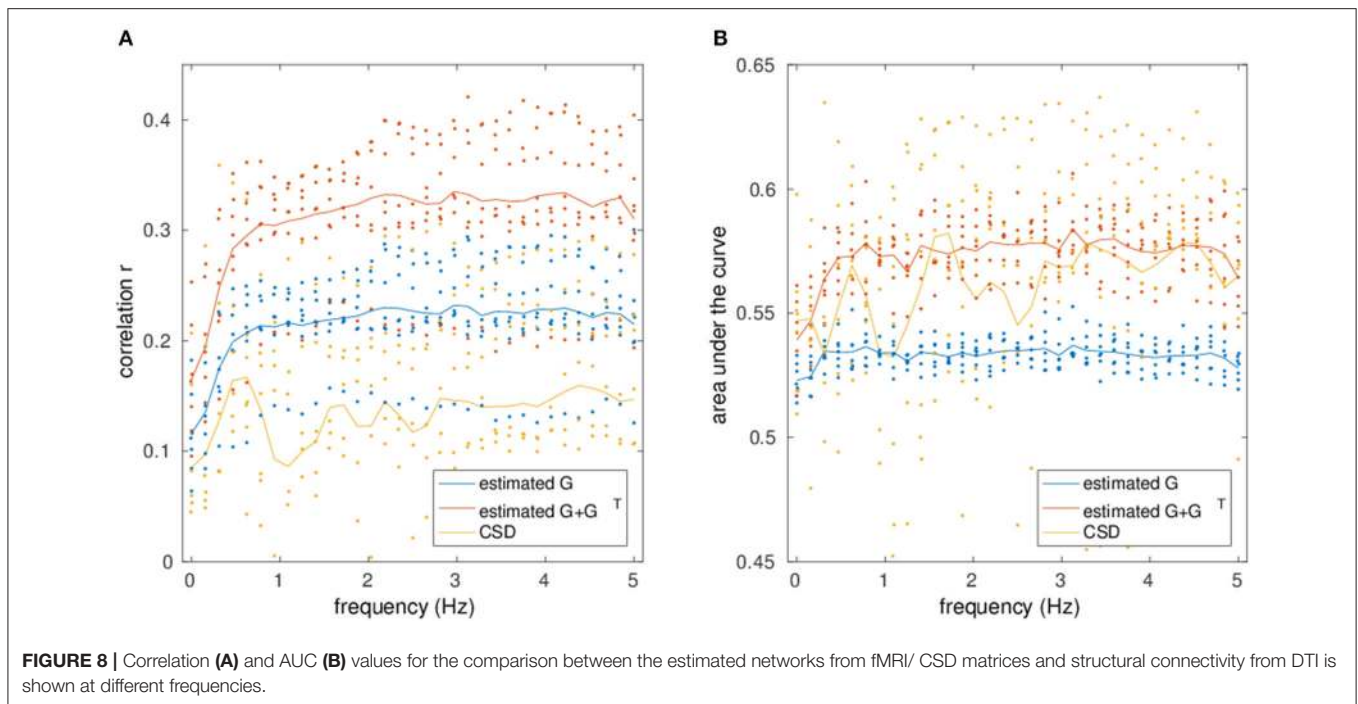 A
B
0.4
0.3
0.2
0.1
0
correlation r
0
1
2
3
4
5
frequency (Hz)
estimated G
estimated G+G T
CSD
0.65
0.6
0.55
0.5
0.45
area under the curve
0
1
2
3
4
5
frequency (Hz)
estimated G
estimated G+G T
CSD
FIGURE 8 | Correlation (A) and AUC (B) values for the comparison between the estimated networks from fMRI/ CSD matrices and structural connectivity from DTI is
shown at different frequencies.